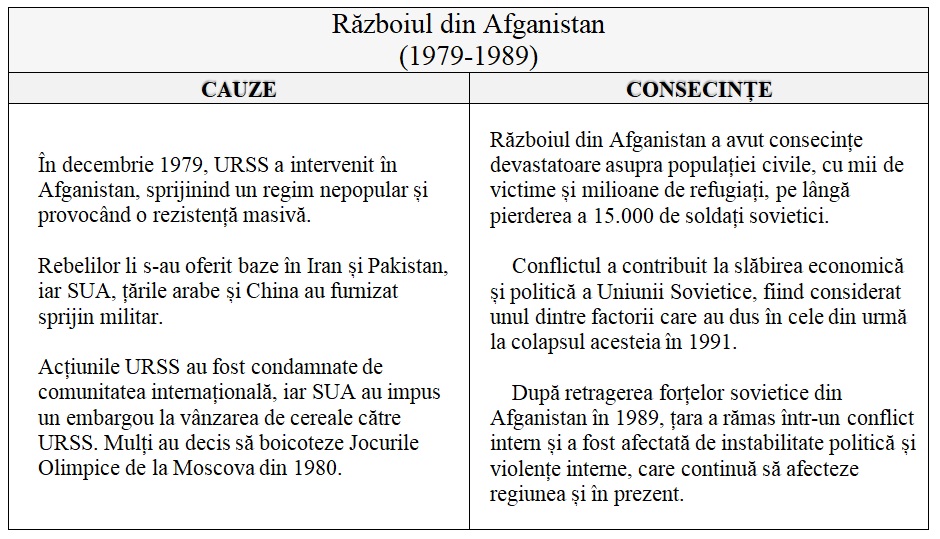 Războiul din Afganistan
(1979-1989)
CAUZE
CONSECINȚE
În decembrie 1979, URSS a intervenit în
Afganistan, sprijinind un regim nepopular și
provocând o rezistență masivă.
Rebelilor li s-au oferit baze în Iran și Pakistan,
iar SUA, țările arabe și China au furnizat
sprijin militar.
Acțiunile URSS au fost condamnate de
comunitatea internațională, iar SUA au impus
un embargou la vânzarea de cereale către
URSS. Mulți au decis să boicoteze Jocurile
Olimpice de la Moscova din 1980.
Războiul din Afganistan a avut consecințe
devastatoare asupra populației civile, cu mii de
victime și milioane de refugiați, pe lângă
pierderea a 15.000 de soldați sovietici.
Conflictul a contribuit la slăbirea economică
și politică a Uniunii Sovietice, fiind considerat
unul dintre factorii care au dus în cele din urmă
la colapsul acesteia în 1991.
După retragerea forțelor sovietice din
Afganistan în 1989, țara a rămas într-un conflict
intern și a fost afectată de instabilitate politică și
violențe interne, care continuă să afecteze
regiunea și în prezent.